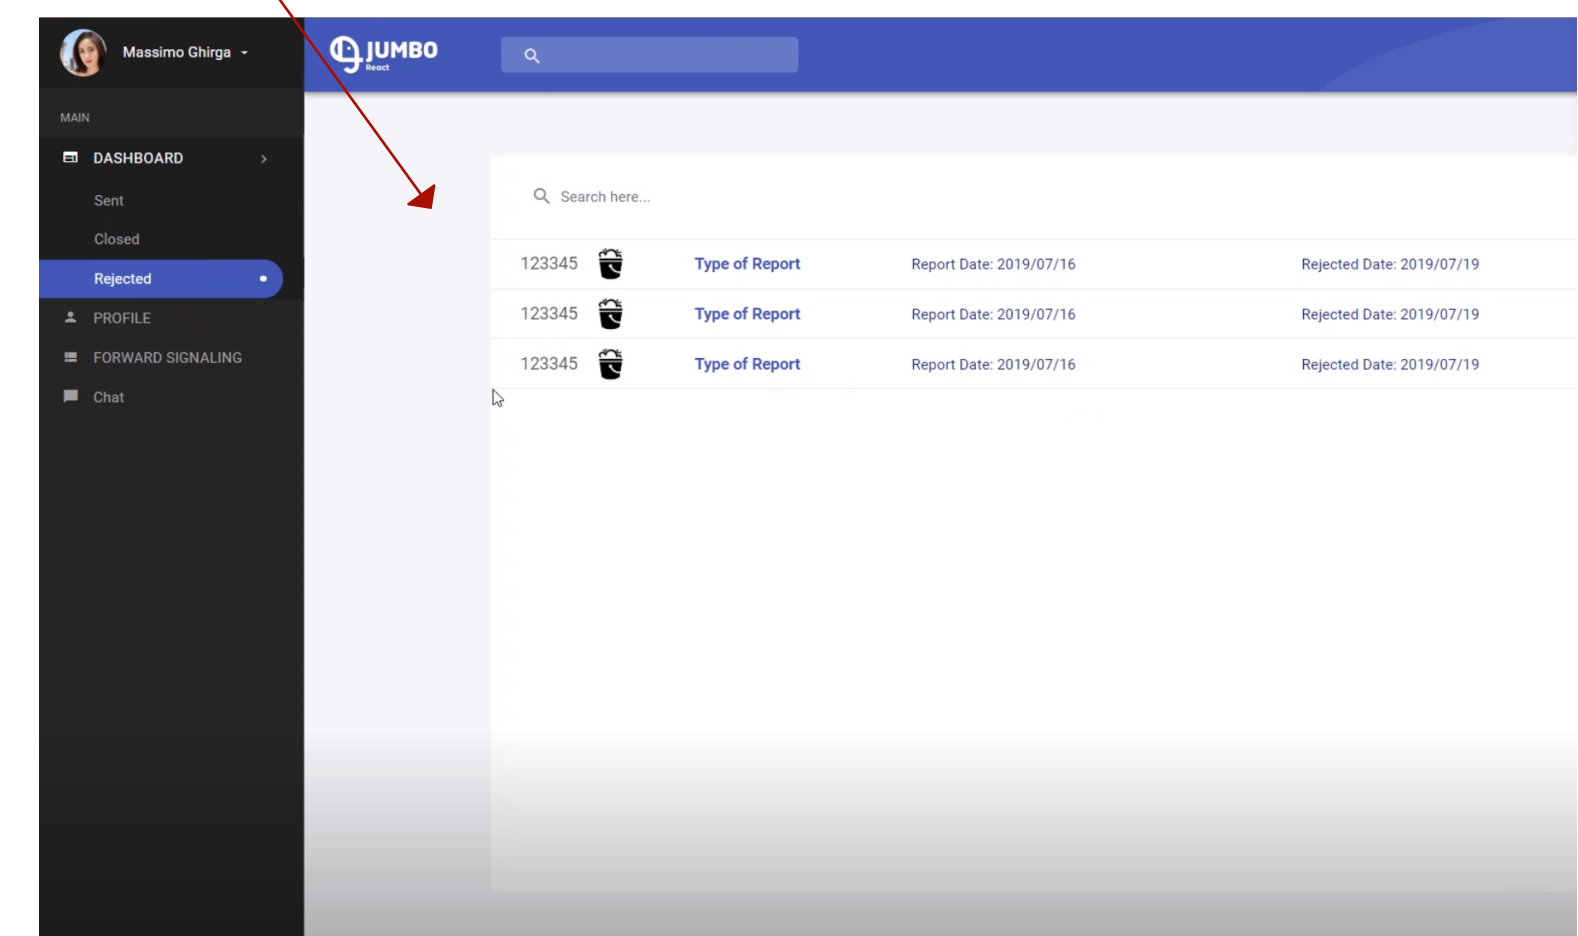 Massimo Ghirga
JUMBO
React
MAIN
DASHBOARD
Sent
Closed
Rejected
PROFILE
FORWARD SIGNALING
Chat
Search here...
123345 Type of Report Report Date: 2019/07/16 Rejected Date: 2019/07/19
123345 Type of Report Report Date: 2019/07/16 Rejected Date: 2019/07/19
123345 Type of Report Report Date: 2019/07/16 Rejected Date: 2019/07/19